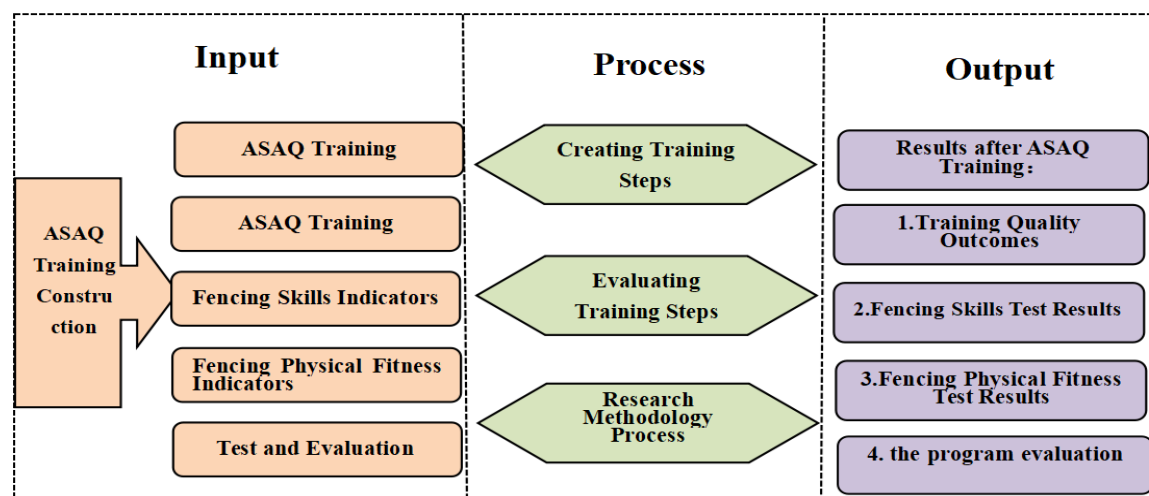 Input
Process
Output
ASAQ
Training
Constru
ction
ASAQ Training
ASAQ Training
Fencing Skills Indicators
Fencing Physical Fitness
Indicators
Test and Evaluation
Creating Training
Steps
Evaluating
Training Steps
Research
Methodology
Process
Results after ASAQ
Training：
1.Training Quality
Outcomes
2.Fencing Skills Test Results
3.Fencing Physical Fitness
Test Results
4. the program evaluation